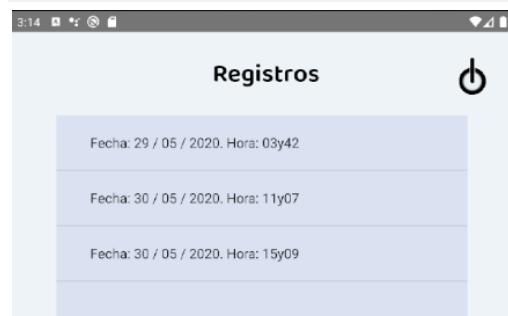 3:14
Registros
Fecha: 29 / 05 / 2020. Hora: 03y42
Fecha: 30 / 05 / 2020. Hora: 11y07
Fecha: 30 / 05 / 2020. Hora: 15y09